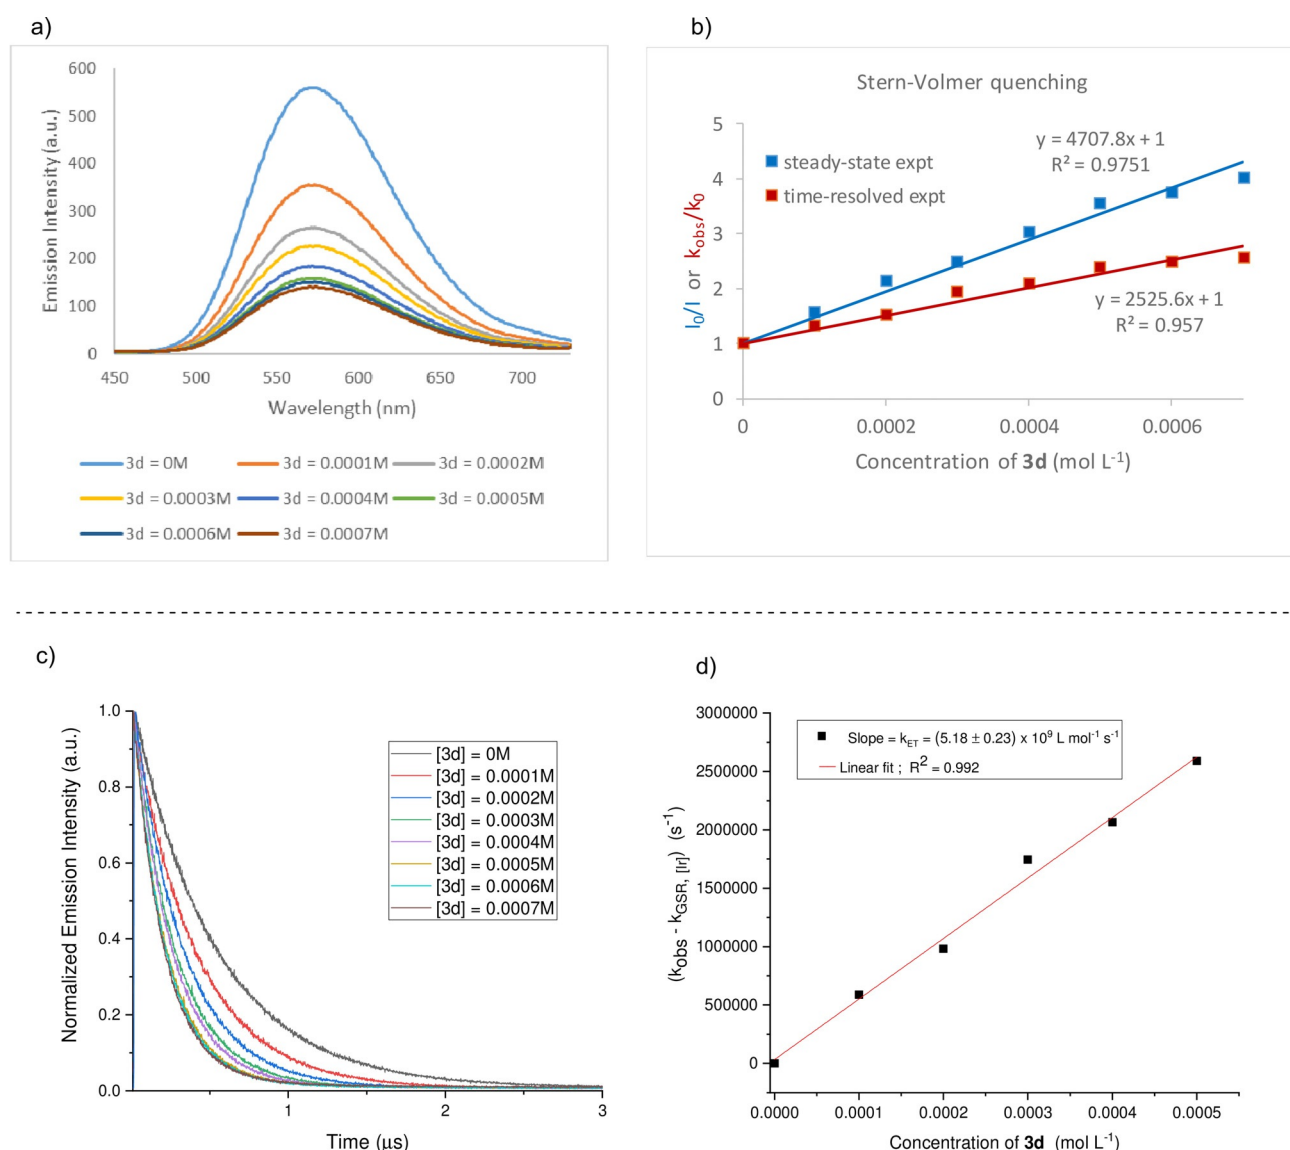 a)
600
500
400
300
200
100
0
Emission Intensity (a.u.)
450 500 550 600 650 700
Wavelength (nm)
3d = 0M 3d = 0.0001M 3d = 0.0002M
3d = 0.0003M 3d = 0.0004M 3d = 0.0005M
3d = 0.0006M 3d = 0.0007M
b)
Stern-Volmer quenching
5
4
3
2
1
0
I₀/I or k_obs/k₀
steady-state expt
time-resolved expt
y = 4707.8x + 1
R² = 0.9751
y = 2525.6x + 1
R² = 0.957
0 0.0002 0.0004 0.0006
Concentration of 3d (mol L⁻¹)
c)
1.0
0.8
0.6
0.4
0.2
0.0
Normalized Emission Intensity (a.u.)
[3d] = 0M
[3d] = 0.0001M
[3d] = 0.0002M
[3d] = 0.0003M
[3d] = 0.0004M
[3d] = 0.0005M
[3d] = 0.0006M
[3d] = 0.0007M
1 2 3
Time (µs)
d)
3000000
2500000
2000000
1500000
1000000
500000
0
(k_obs - k_GSR, [Ir]) (s⁻¹)
Slope = k_ET = (5.18 ± 0.23) x 10⁹ L mol⁻¹ s⁻¹
Linear fit ; R² = 0.992
0.0000 0.0001 0.0002 0.0003 0.0004 0.0005
Concentration of 3d (mol L⁻¹)